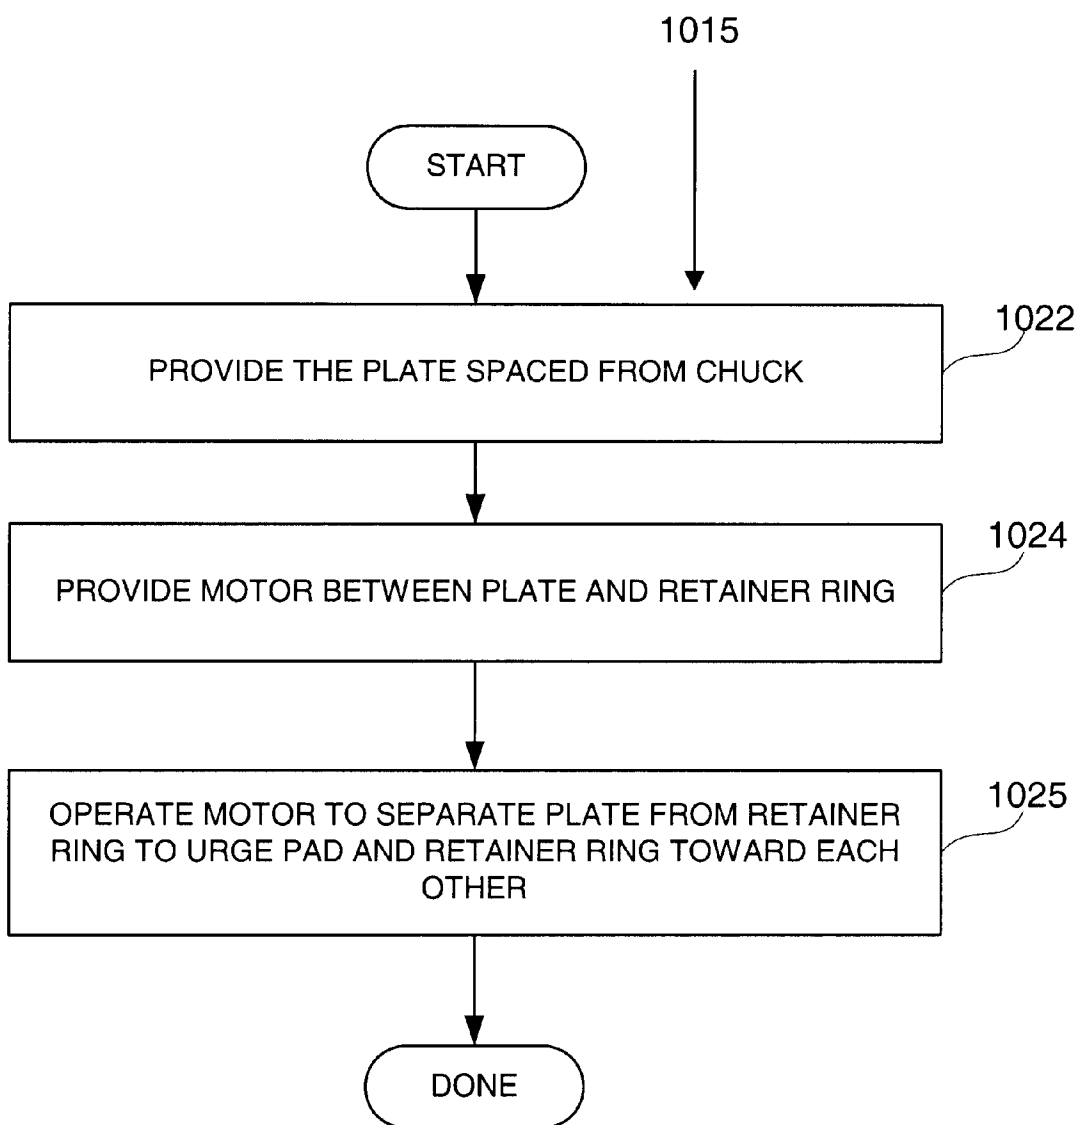 1015
START
1022
PROVIDE THE PLATE SPACED FROM CHUCK
1024
PROVIDE MOTOR BETWEEN PLATE AND RETAINER RING
1025
OPERATE MOTOR TO SEPARATE PLATE FROM RETAINER
RING TO URGE PAD AND RETAINER RING TOWARD EACH
OTHER
DONE